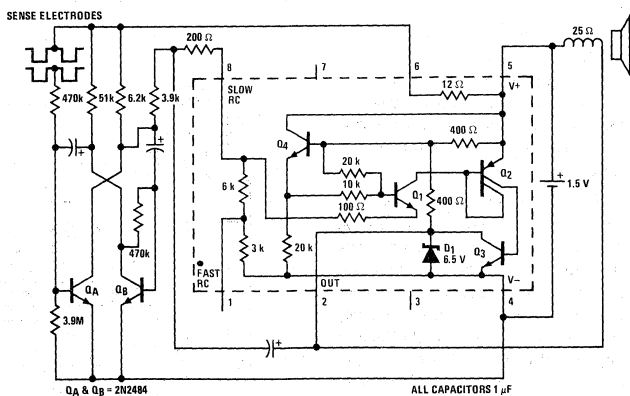 SENSE ELECTRODES
25 Ω
200 Ω
8
7
6
5
SLOW
RC
12 Ω
V+
470k
51k
6.2k
3.9k
+
+
Q4
400 Ω
Q2
20 k
10 k
Q1
+
1.5 V
6 k
100 Ω
400 Ω
470k
3 k
20 k
D1
6.5 V
Q3
QA
QB
FAST
RC
OUT
V−
1
2
3
4
3.9M
+
QA & QB = 2N2484
ALL CAPACITORS 1 μF